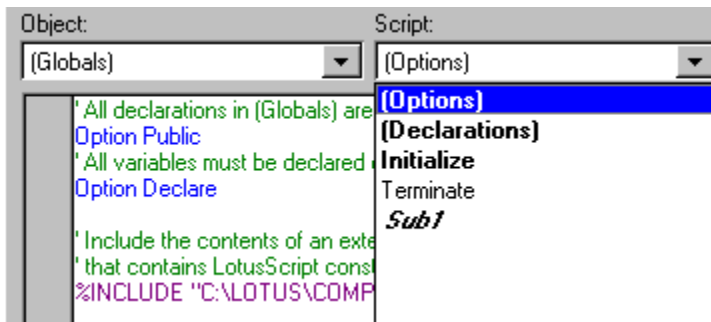 Object: Script:
(Globals) (Options)
(Options)
' All declarations in (Globals) are
(Declarations)
Option Public
' All variables must be declared
Initialize
Option Declare
Terminate
Sub1
' Include the contents of an exte
' that contains LotusScript const
%INCLUDE "C:\LOTUS\COMP